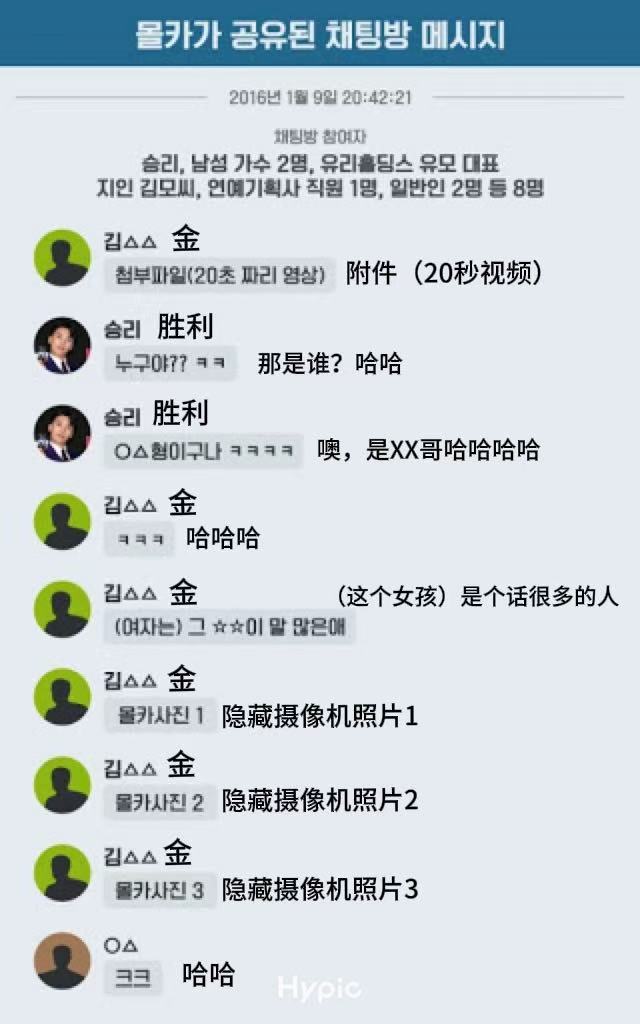 몰카가 공유된 채팅방 메시지
2016년 1월 9일 20:42:21
채팅방 참여자
승리, 남성 가수 2명, 유리홀딩스 유모 대표
지인 김모씨, 연예기획사 직원 1명, 일반인 2명 등 8명
김△△ 金
첨부파일(20초 짜리 영상) 附件（20秒视频）
승리 胜利
누구야?? ㅋㅋ 那是谁？哈哈
승리 胜利
○△형이구나 ㅋㅋㅋㅋ 噢，是XX哥哈哈哈哈
김△△ 金
ㅋㅋㅋ 哈哈哈
김△△ 金 （这个女孩）是个话很多的人
(여자는) 그 ☆☆이 말 많은애
김△△ 金
몰카사진 1 隐藏摄像机照片1
김△△ 金
몰카사진 2 隐藏摄像机照片2
김△△ 金
몰카사진 3 隐藏摄像机照片3
○△
크크 哈哈
Hypic